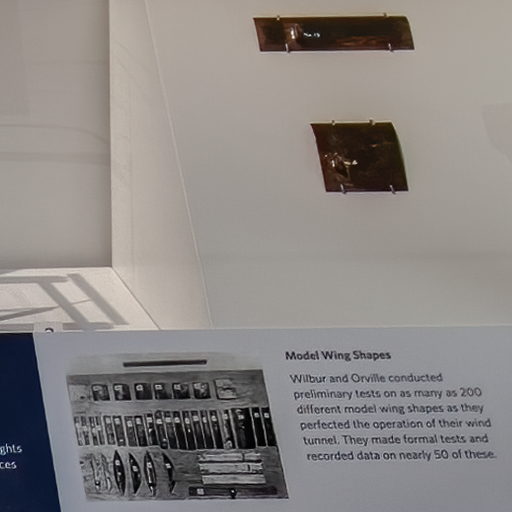 No. 15
Model Wing Shapes
Wilbur and Orville conducted
preliminary tests on as many as 200
different model wing shapes as they
perfected the operation of their wind
tunnel. They made formal tests and
recorded data on nearly 50 of these.
ghts
ces